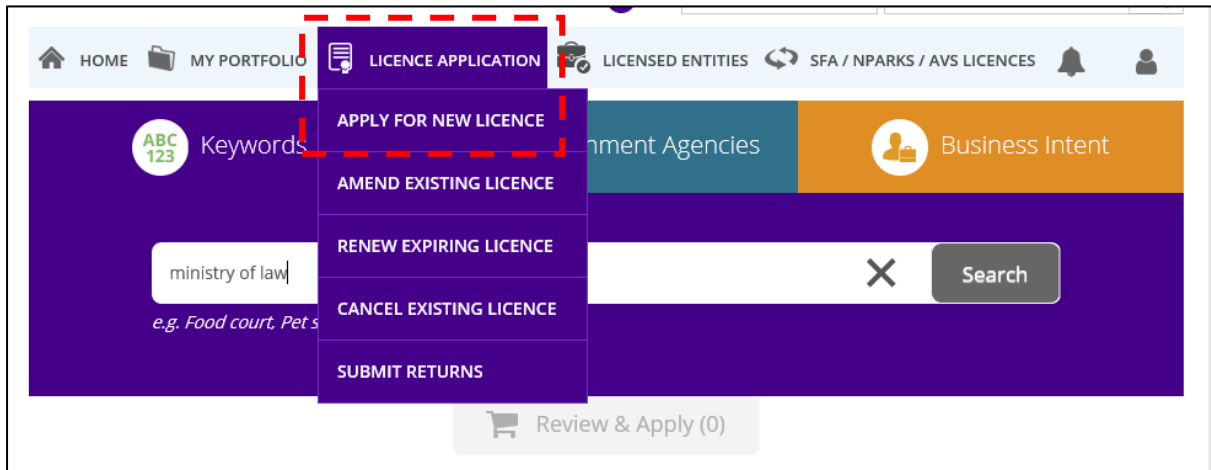 HOME MY PORTFOLIO LICENCE APPLICATION LICENSED ENTITIES SFA / NPARKS / AVS LICENCES
APPLY FOR NEW LICENCE
ABC
123
Keywords
nment Agencies
Business Intent
AMEND EXISTING LICENCE
RENEW EXPIRING LICENCE
ministry of law
Search
CANCEL EXISTING LICENCE
e.g. Food court, Pet s
SUBMIT RETURNS
Review & Apply (0)